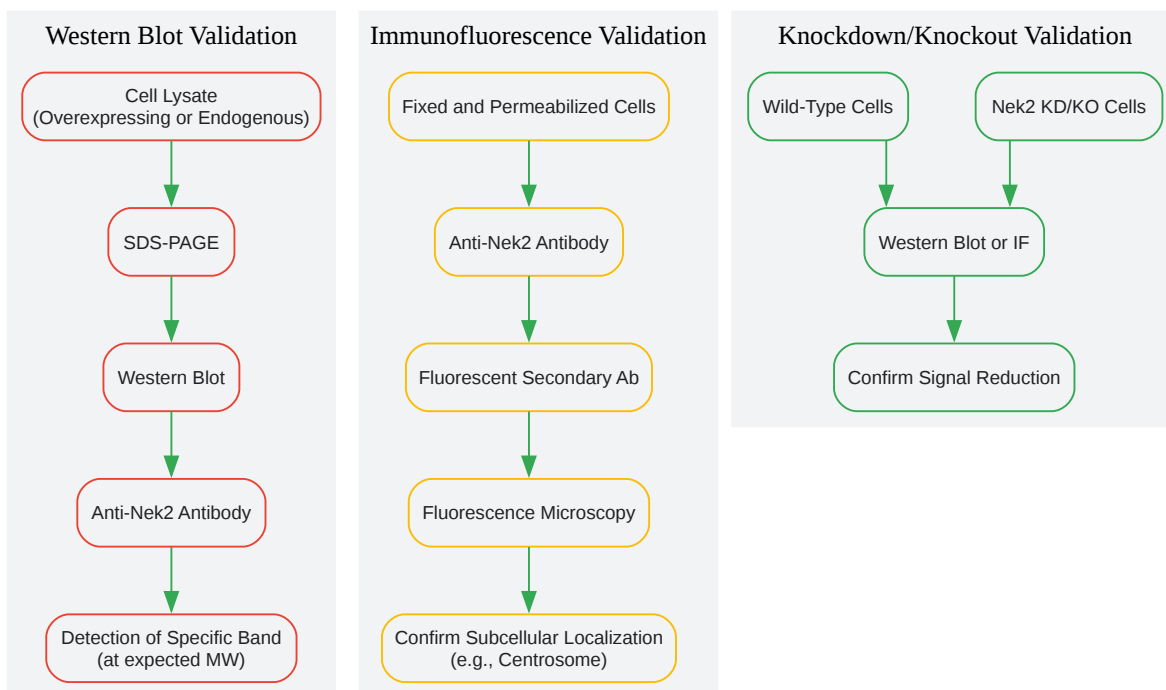 Western Blot Validation
Cell Lysate
(Overexpressing or Endogenous)
SDS-PAGE
Western Blot
Anti-Nek2 Antibody
Detection of Specific Band
(at expected MW)
Immunofluorescence Validation
Fixed and Permeabilized Cells
Anti-Nek2 Antibody
Fluorescent Secondary Ab
Fluorescence Microscopy
Confirm Subcellular Localization
(e.g., Centrosome)
Knockdown/Knockout Validation
Wild-Type Cells
Nek2 KD/KO Cells
Western Blot or IF
Confirm Signal Reduction